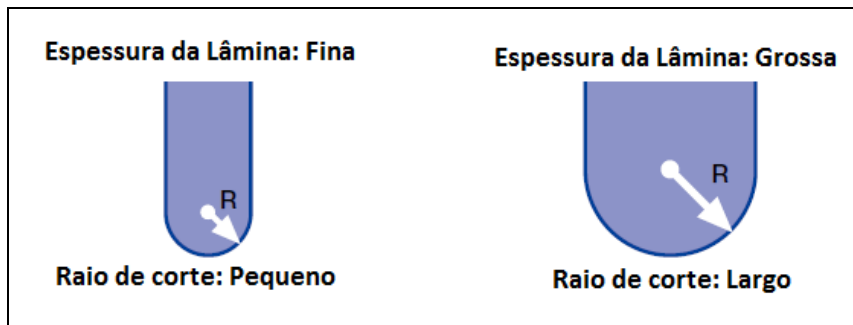 Espessura da Lâmina: Fina
R
Raio de corte: Pequeno
Espessura da Lâmina: Grossa
R
Raio de corte: Largo